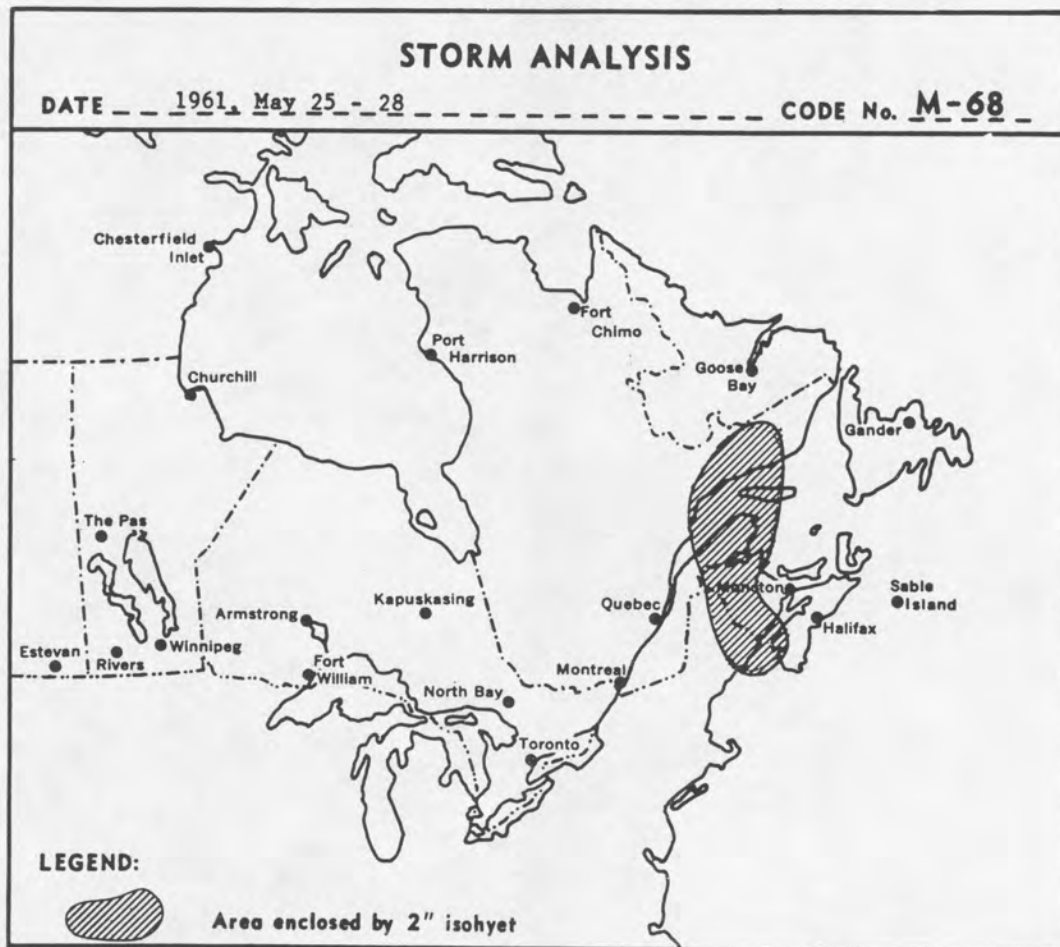 STORM ANALYSIS
DATE 1961, May 25 - 28 CODE No. M-68
Chesterfield
Inlet
Fort
Chimo
Port
Harrison
Goose
Bay
Churchill
Gander
The Pas
Moncton
Sable
Island
Kapuskasing
Quebec
Armstrong
Halifax
Winnipeg
Estevan
Rivers
Fort
William
Montreal
North Bay
Toronto
LEGEND:
Area enclosed by 2" isohyet